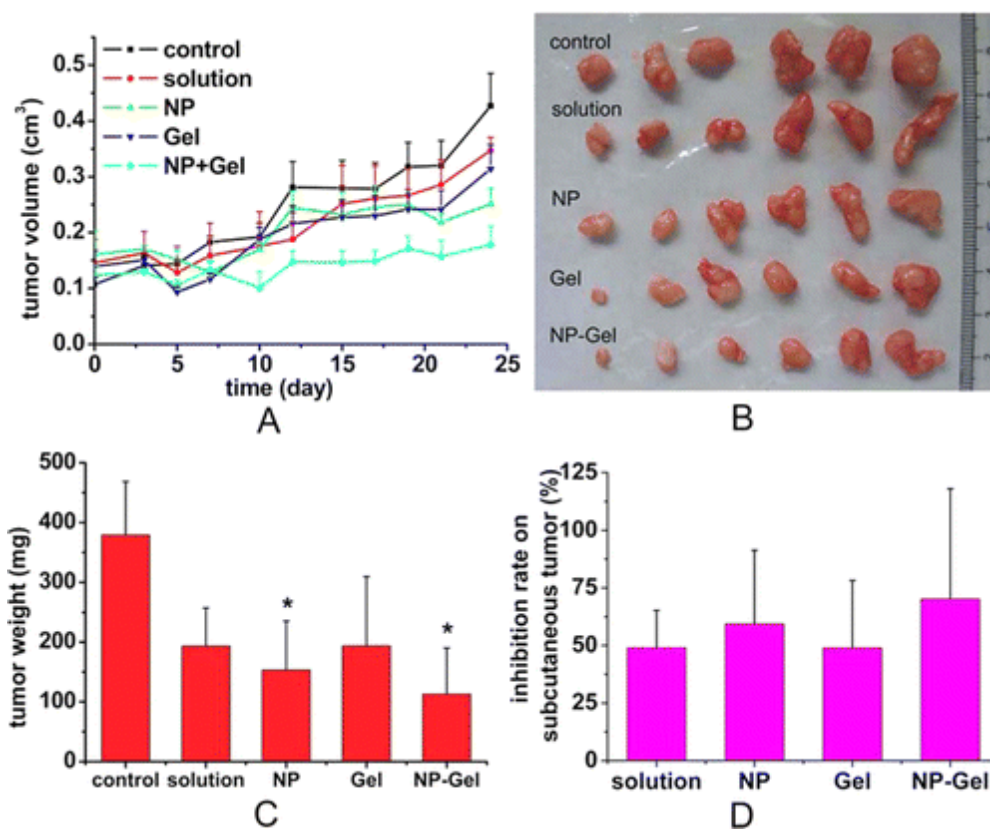 control
solution
NP
Gel
NP+Gel
0.5
0.4
0.3
0.2
0.1
0.0
tumor volume (cm³)
0 5 10 15 20 25
time (day)
A
control
solution
NP
Gel
NP-Gel
B
500
400
300
200
100
0
tumor weight (mg)
* *
control solution NP Gel NP-Gel
C
125
100
75
50
25
0
inhibition rate on
subcutaneous tumor (%)
solution NP Gel NP-Gel
D